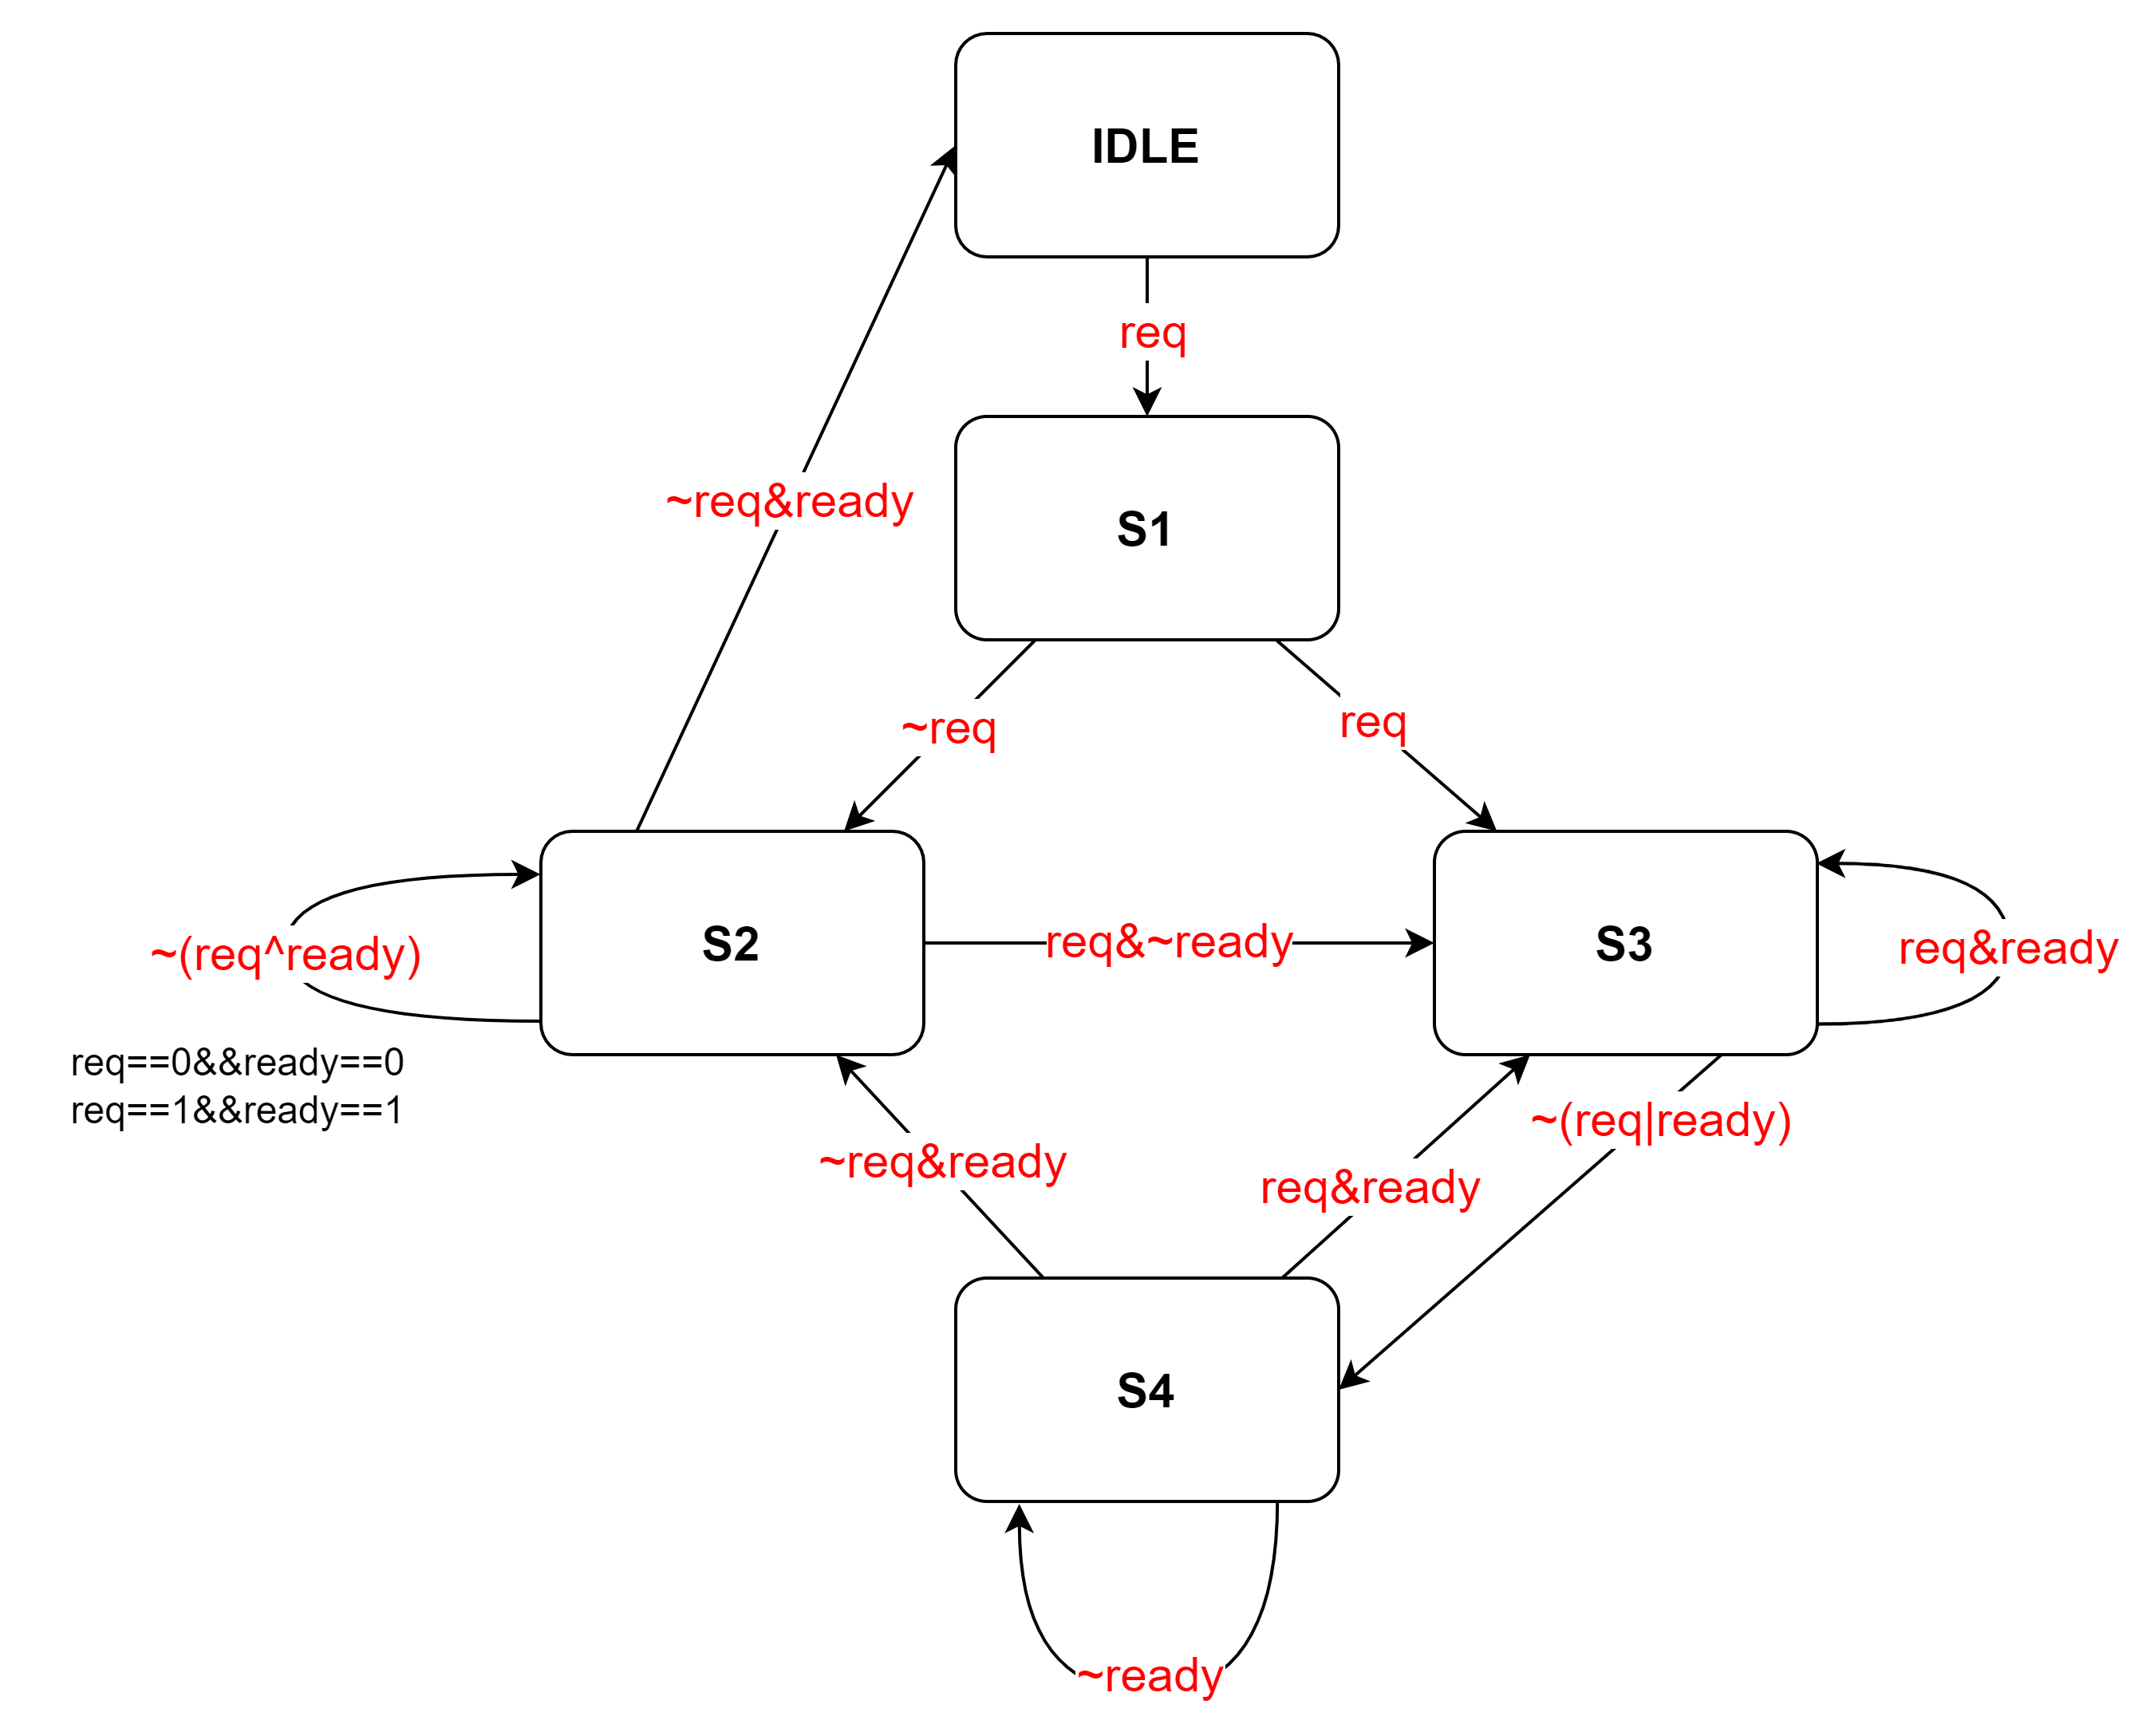 IDLE
req
~req&ready
S1
~req
req
S2
req&~ready
S3
~(req^ready)
req&ready
req==0&&ready==0
req==1&&ready==1
~(req|ready)
~req&ready
req&ready
S4
~ready